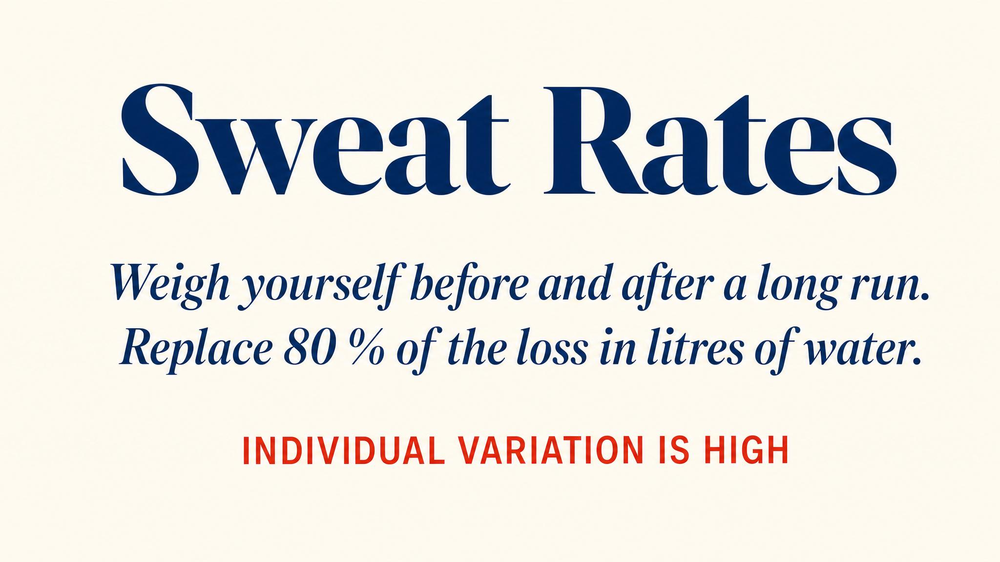 Sweat Rates
Weigh yourself before and after a long run.
Replace 80 % of the loss in litres of water.
INDIVIDUAL VARIATION IS HIGH